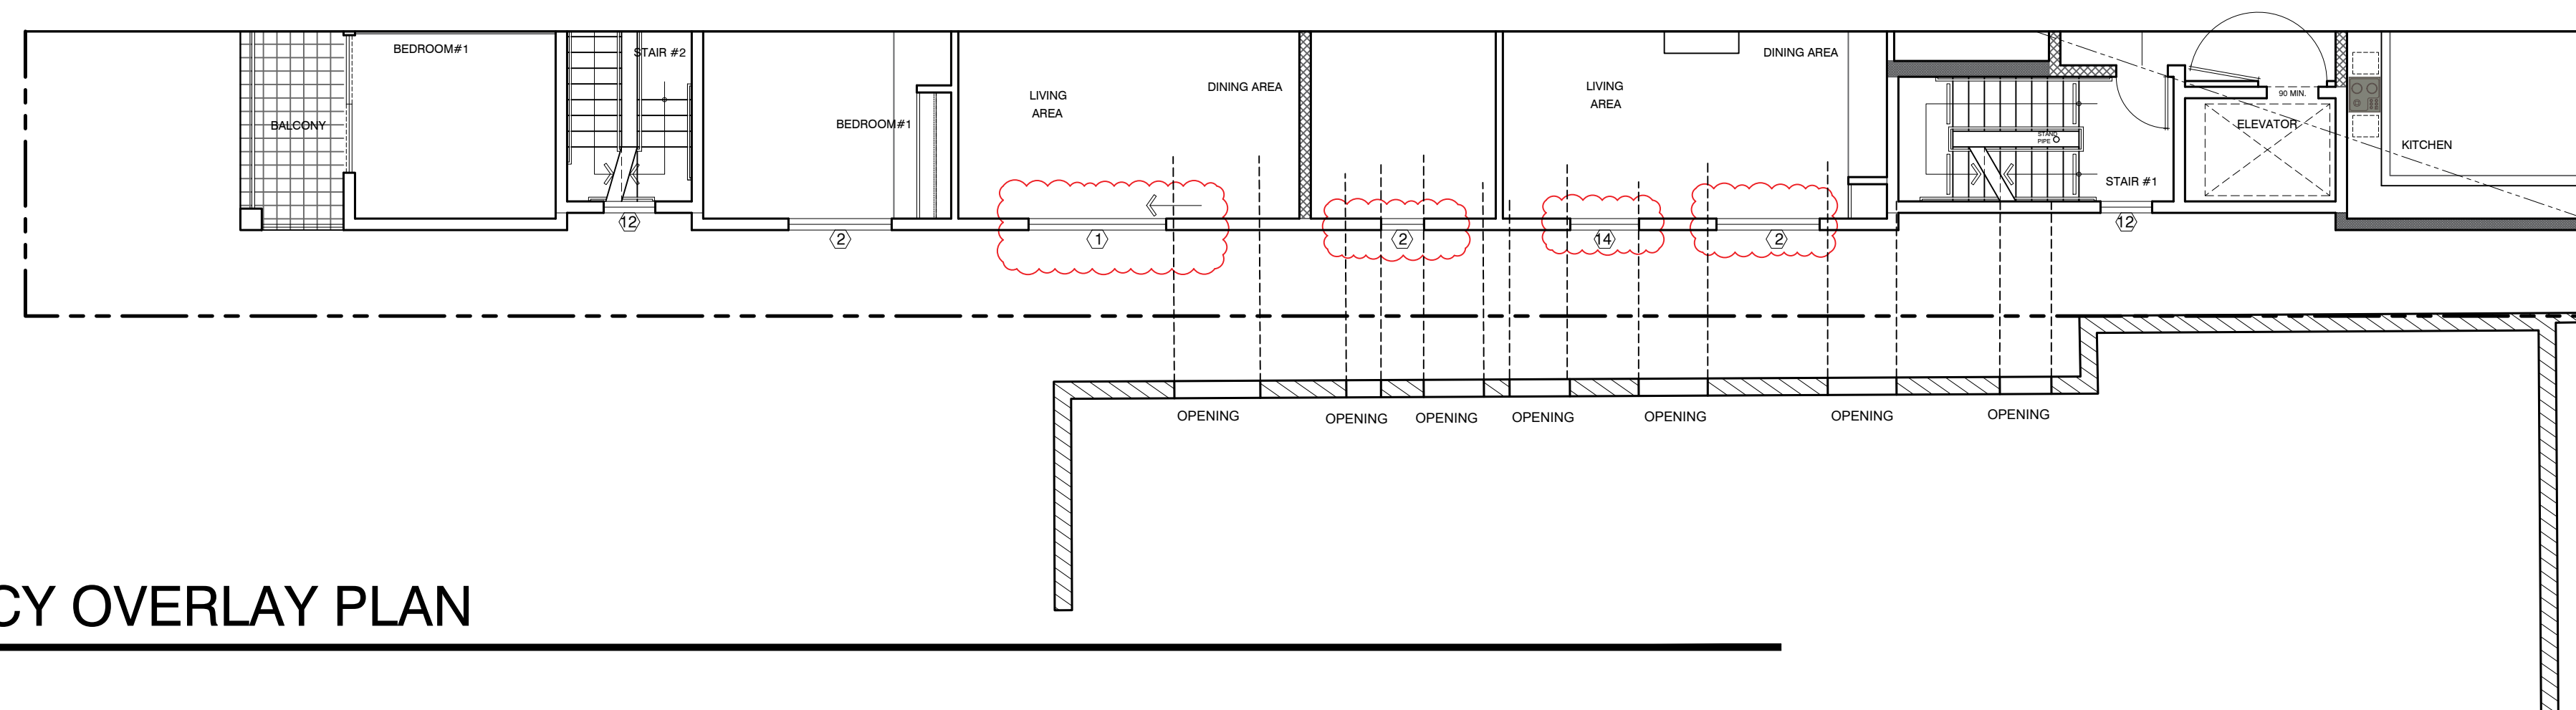 BEDROOM#1
STAIR #2
DINING AREA
LIVING
AREA
DINING AREA
LIVING
AREA
90 MIN.
BALCONY
BEDROOM#1
ELEVATOR
STAND
PIPE
KITCHEN
STAIR #1
12
2
1
2
14
2
12
OPENING
OPENING
OPENING
OPENING
OPENING
OPENING
OPENING
CY OVERLAY PLAN